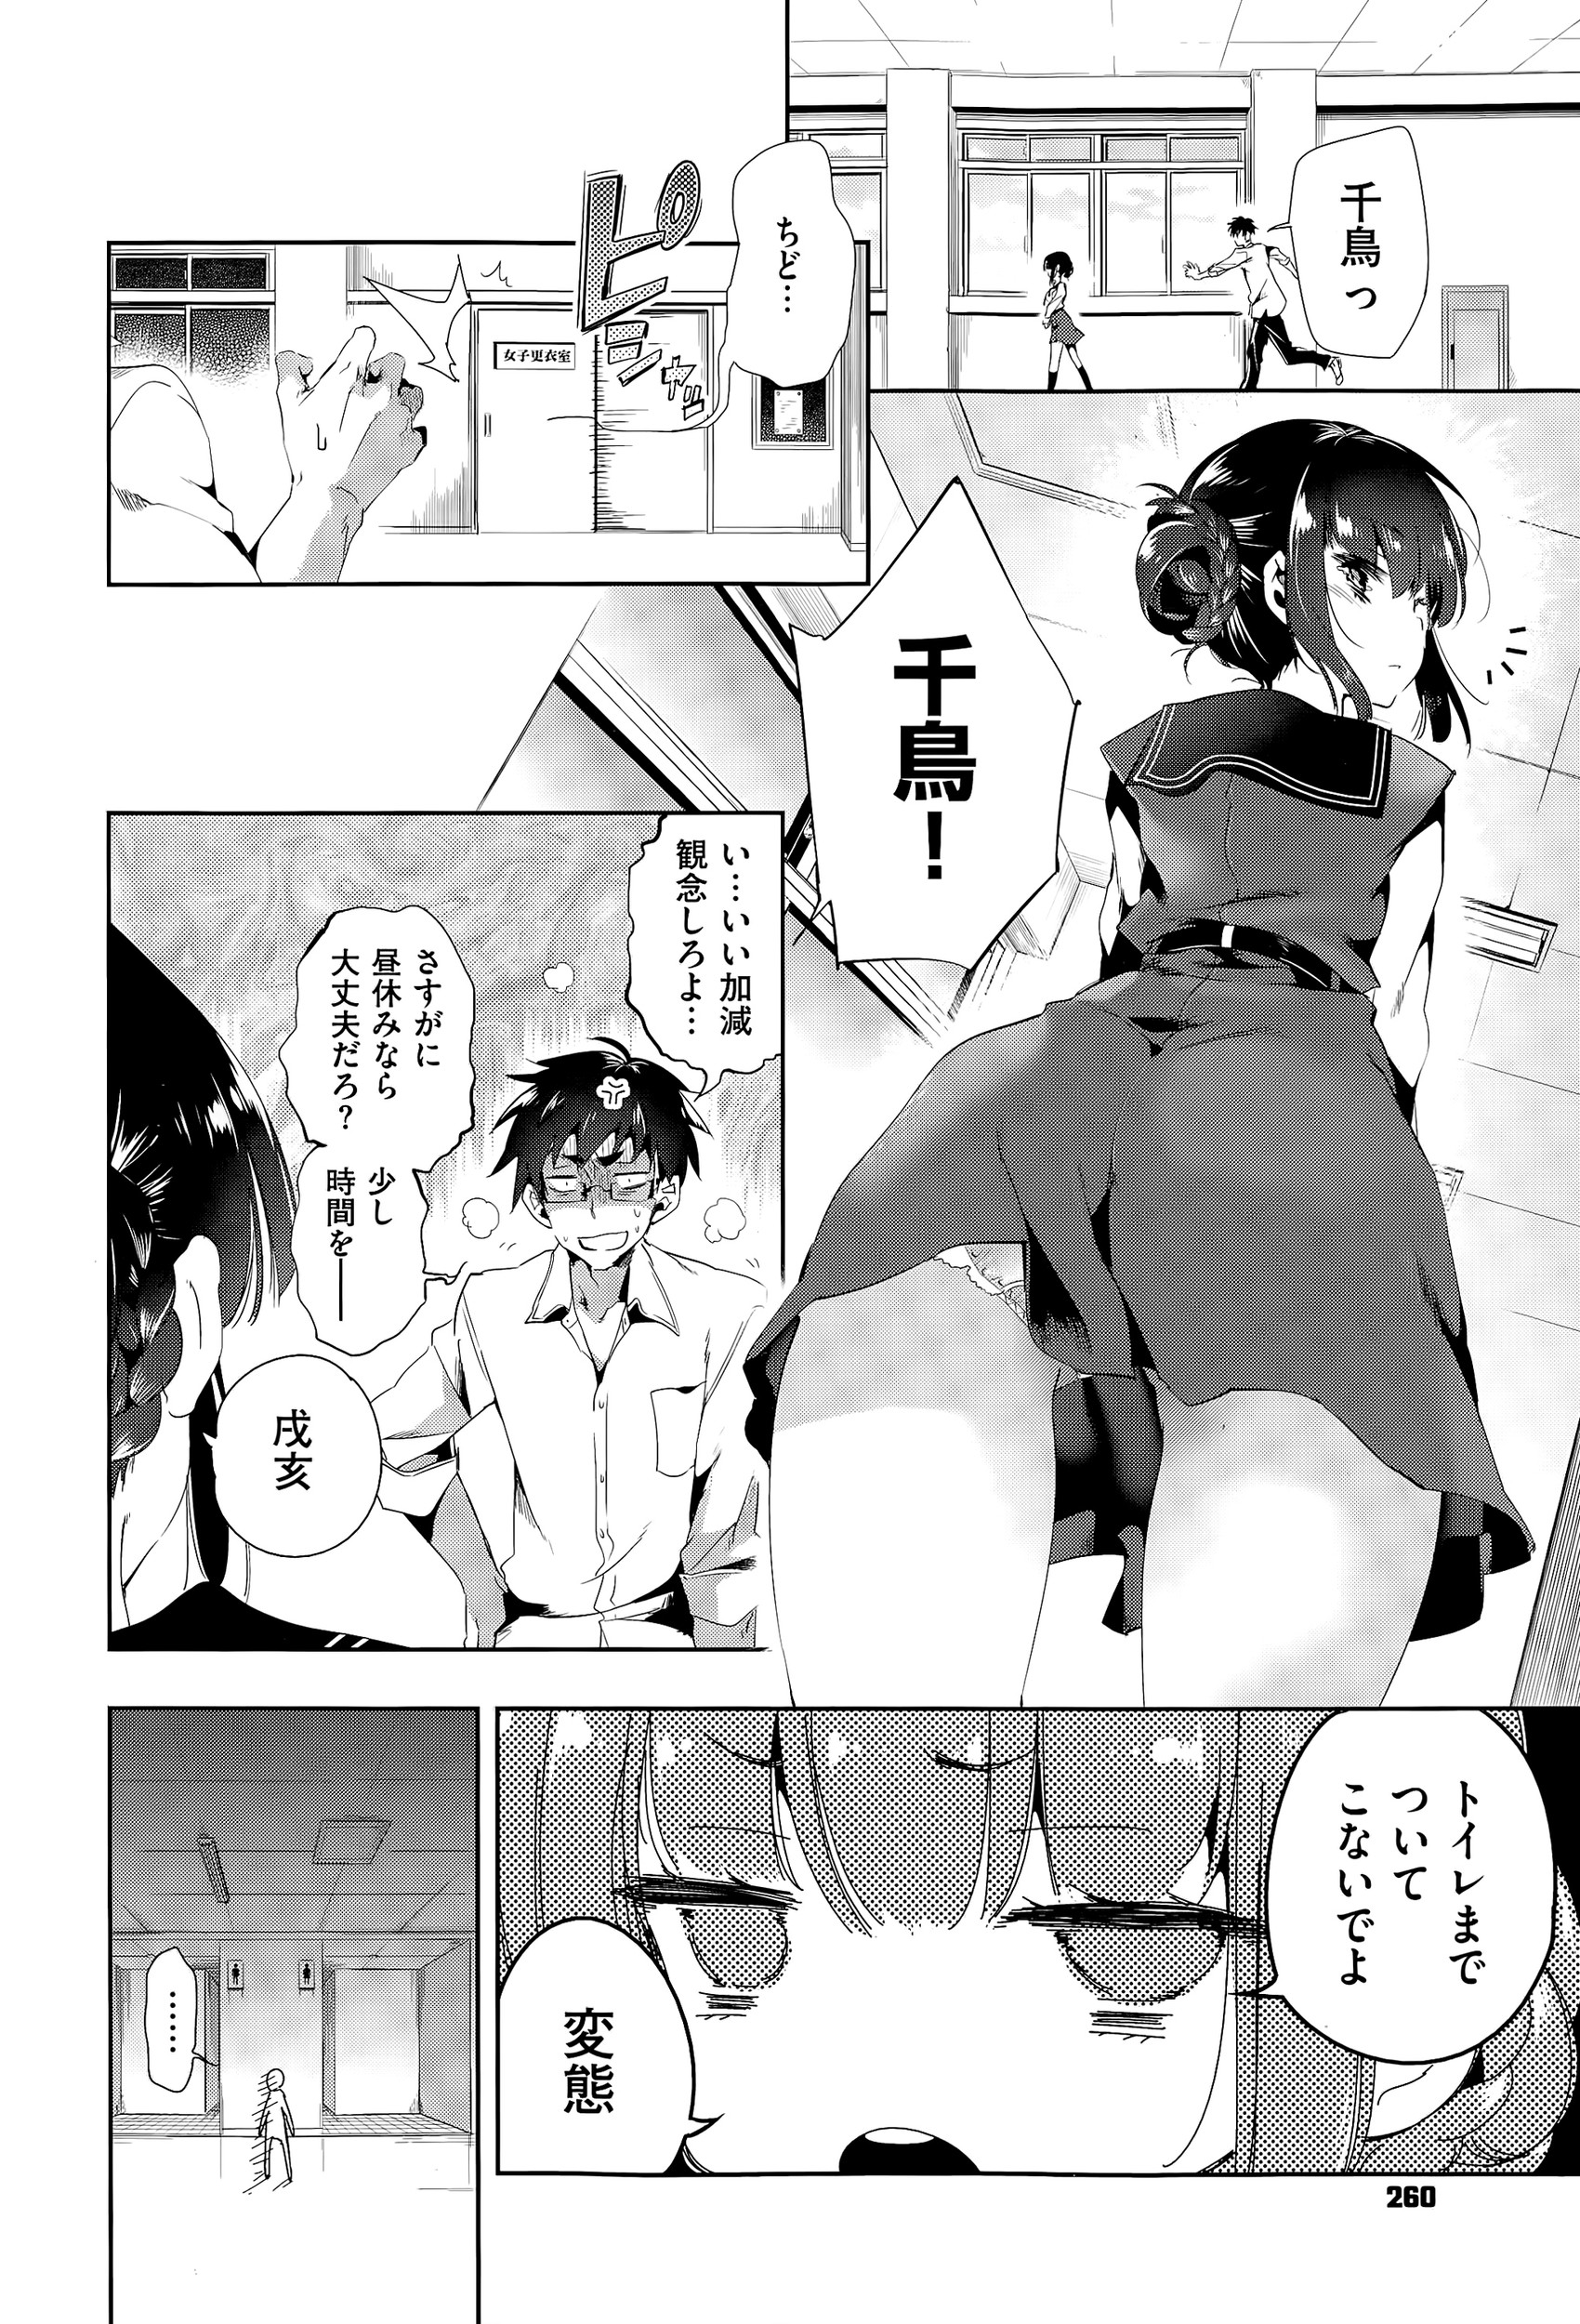 千鳥っ
ちど…
ピシャッ
女子更衣室
千鳥!
い…いい加減
観念しろよ…
さすがに
昼休みなら
大丈夫だろ?
少し
時間を──
戌亥
トイレまで
ついて
こないでよ
変態
……
260